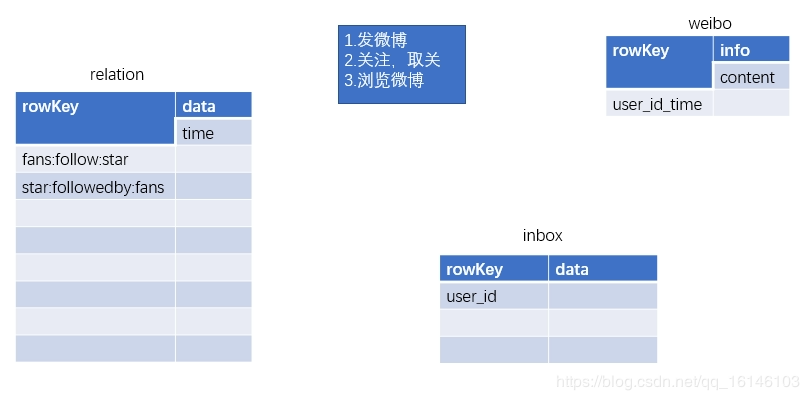 1.发微博
2.关注，取关
3.浏览微博
weibo
rowKey info
content
user_id_time
relation
rowKey data
time
fans:follow:star
star:followedby:fans
inbox
rowKey data
user_id
https://blog.csdn.net/qq_16146103